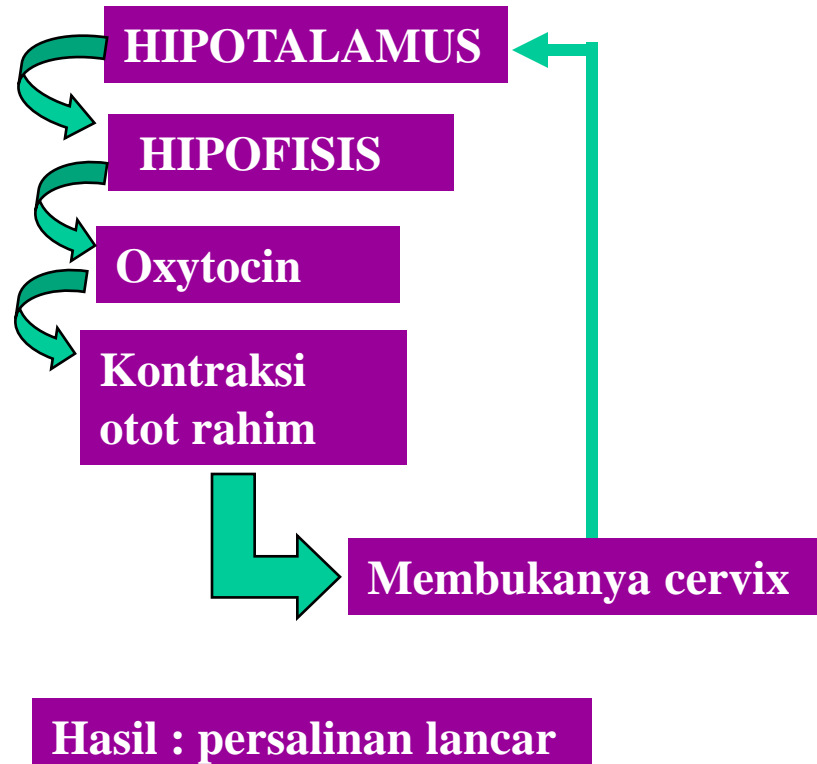 HIPOTALAMUS
HIPOFISIS
Oxytocin
Kontraksi
otot rahim
Membukanya cervix
Hasil : persalinan lancar